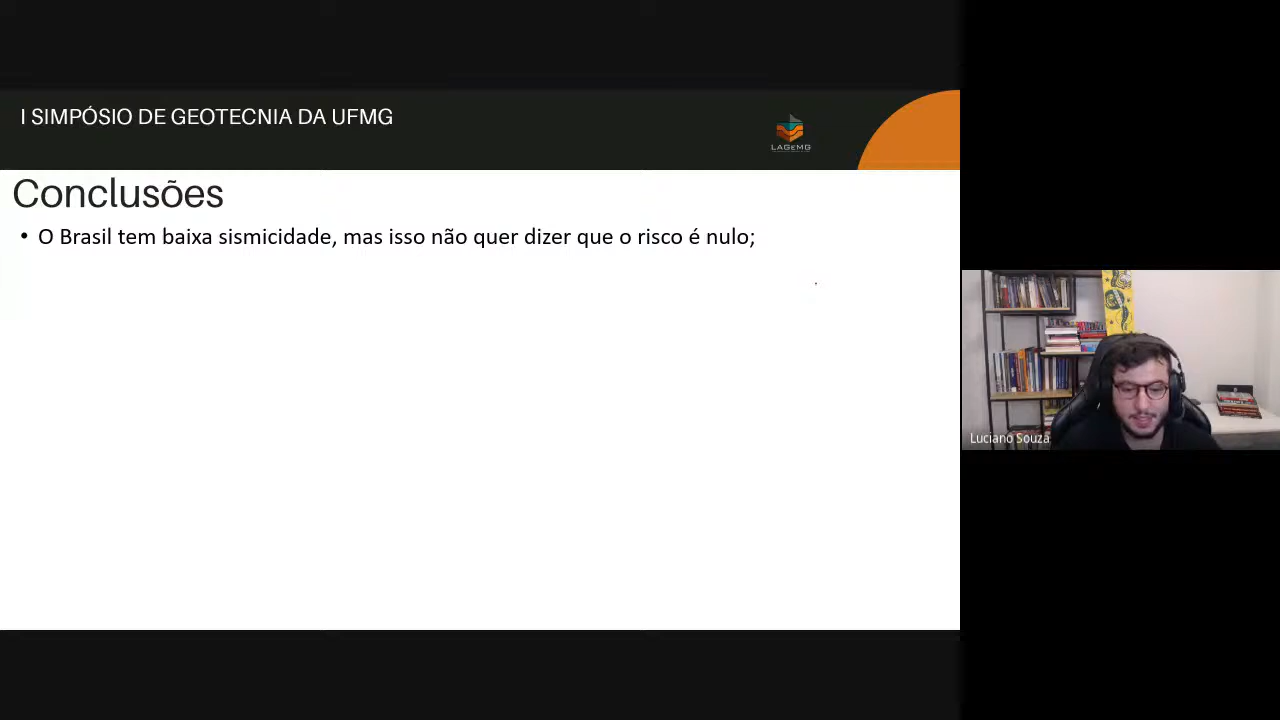 I SIMPÓSIO DE GEOTECNIA DA UFMG
LAGEMG
Conclusões
• O Brasil tem baixa sismicidade, mas isso não quer dizer que o risco é nulo;
Luciano Souza